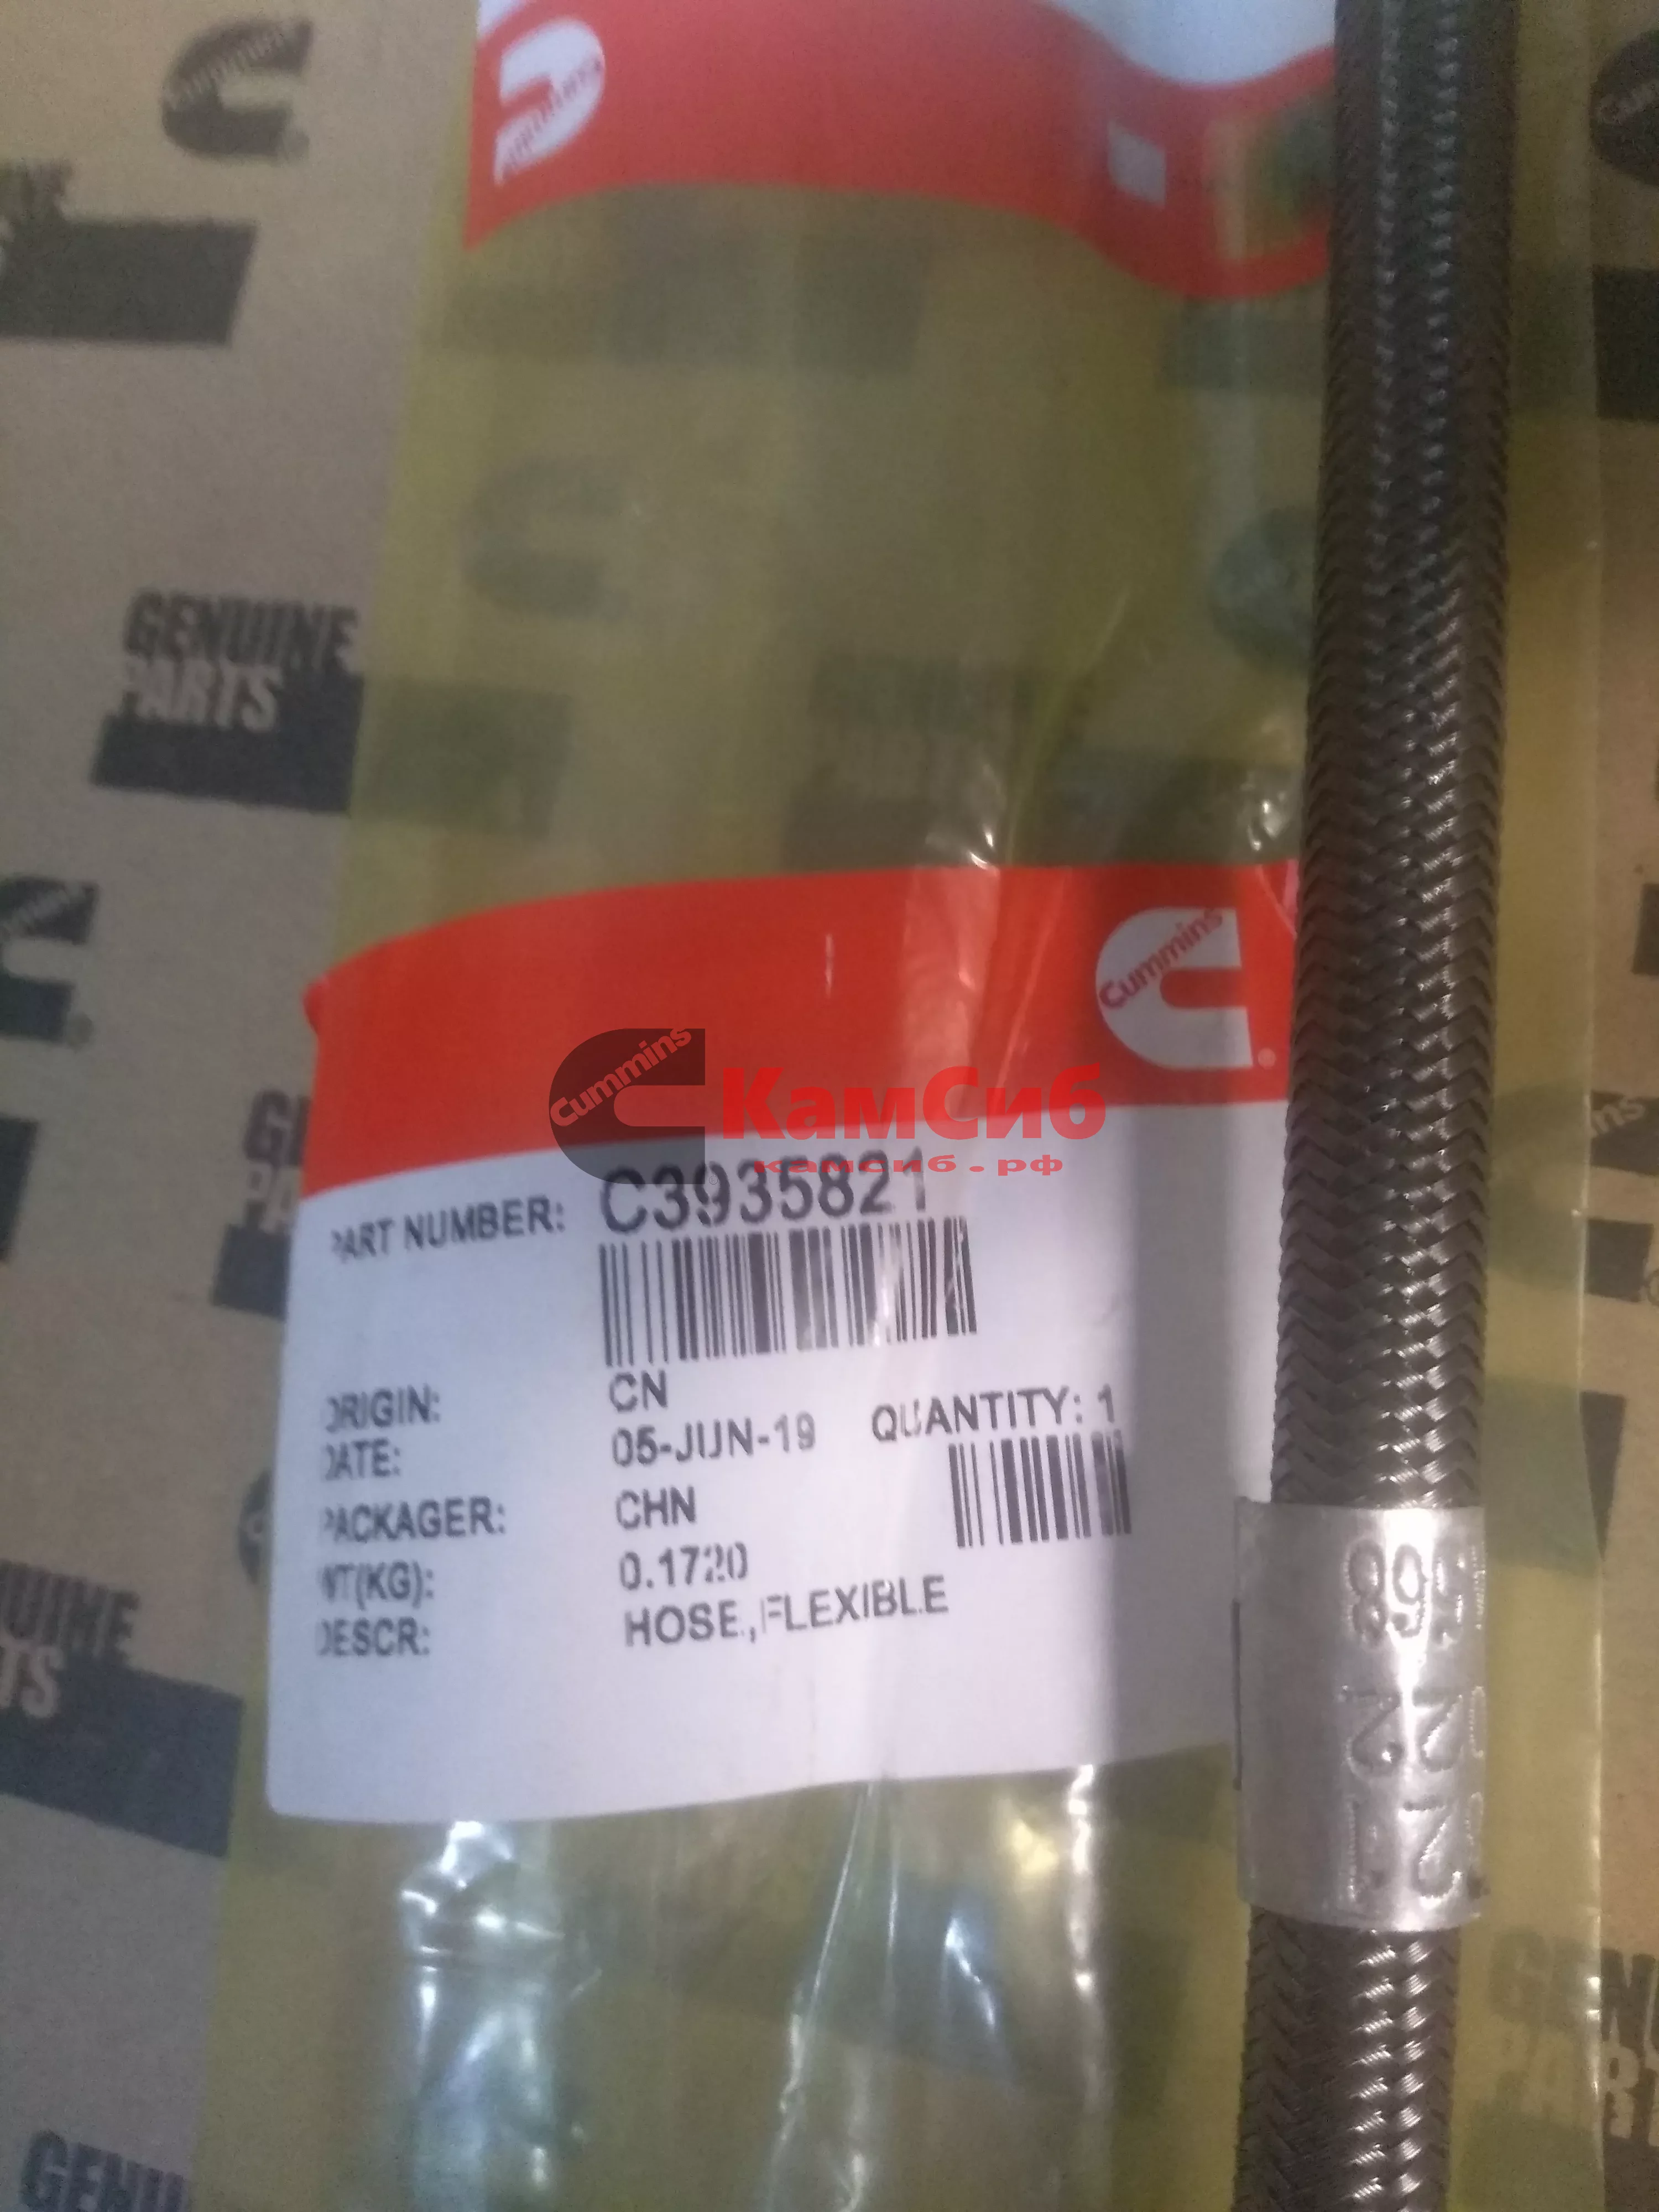 Cummins
GENUINE
PARTS
Cummins
Cummins
КамСиб
камсиб.рф
PART NUMBER: C3935821
ORIGIN: CN
DATE: 05-JUN-19 QUANTITY: 1
PACKAGER: CHN
WT(KG): 0.1720
DESCR: HOSE,FLEXIBLE
GENUINE
PARTS